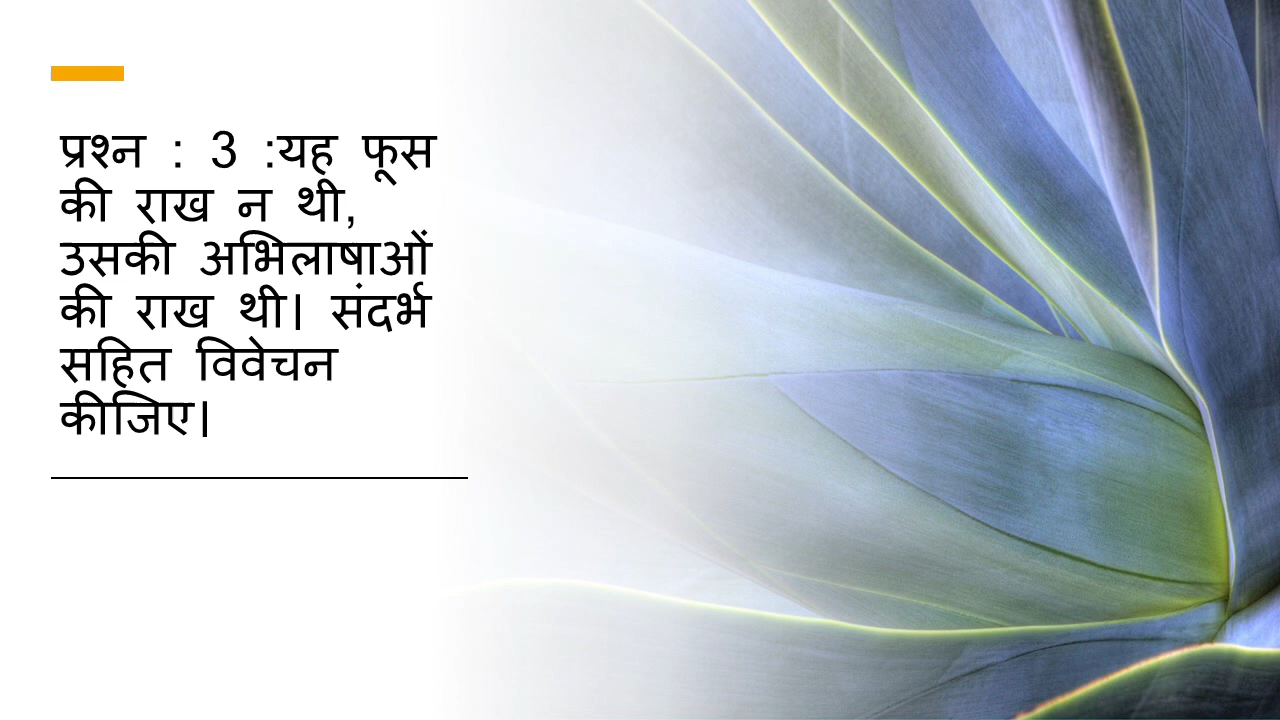 प्रश्न : 3 :यह फूस
की राख न थी,
उसकी अभिलाषाओं
की राख थी। संदर्भ
सहित विवेचन
कीजिए।